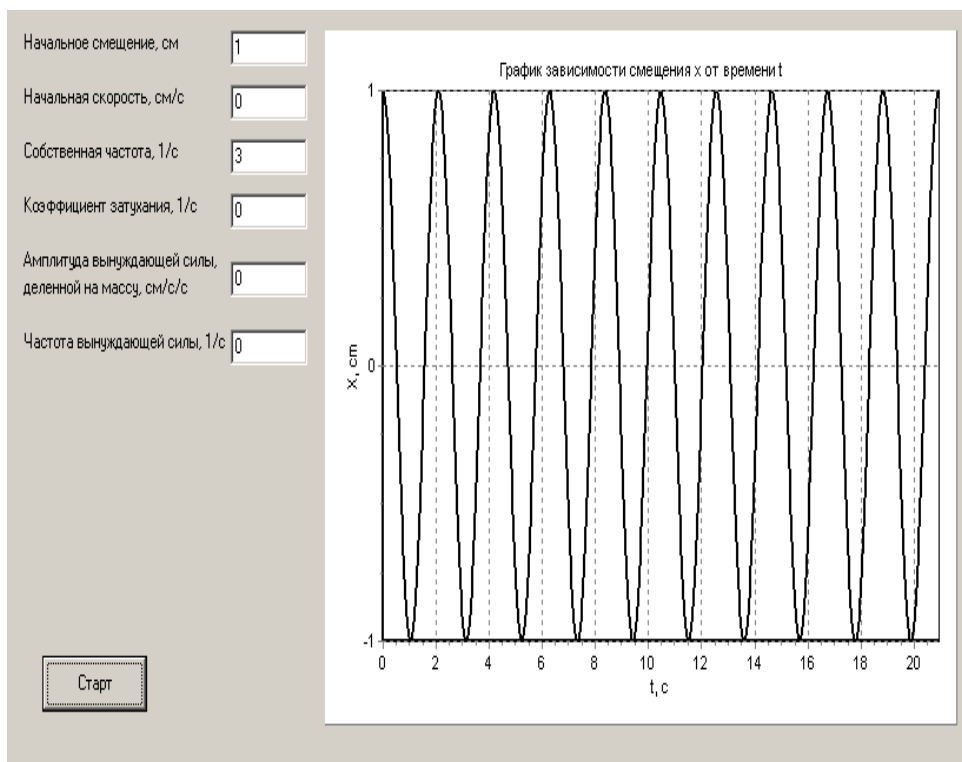 Начальное смещение, см
1
Начальная скорость, см/с
0
Собственная частота, 1/с
3
Коэффициент затухания, 1/с
0
Амплитуда вынуждающей силы,
деленной на массу, см/с/с
0
Частота вынуждающей силы, 1/с
0
Старт
График зависимости смещения x от времени t
1
0
-1
x, cm
0 2 4 6 8 10 12 14 16 18 20
t, c